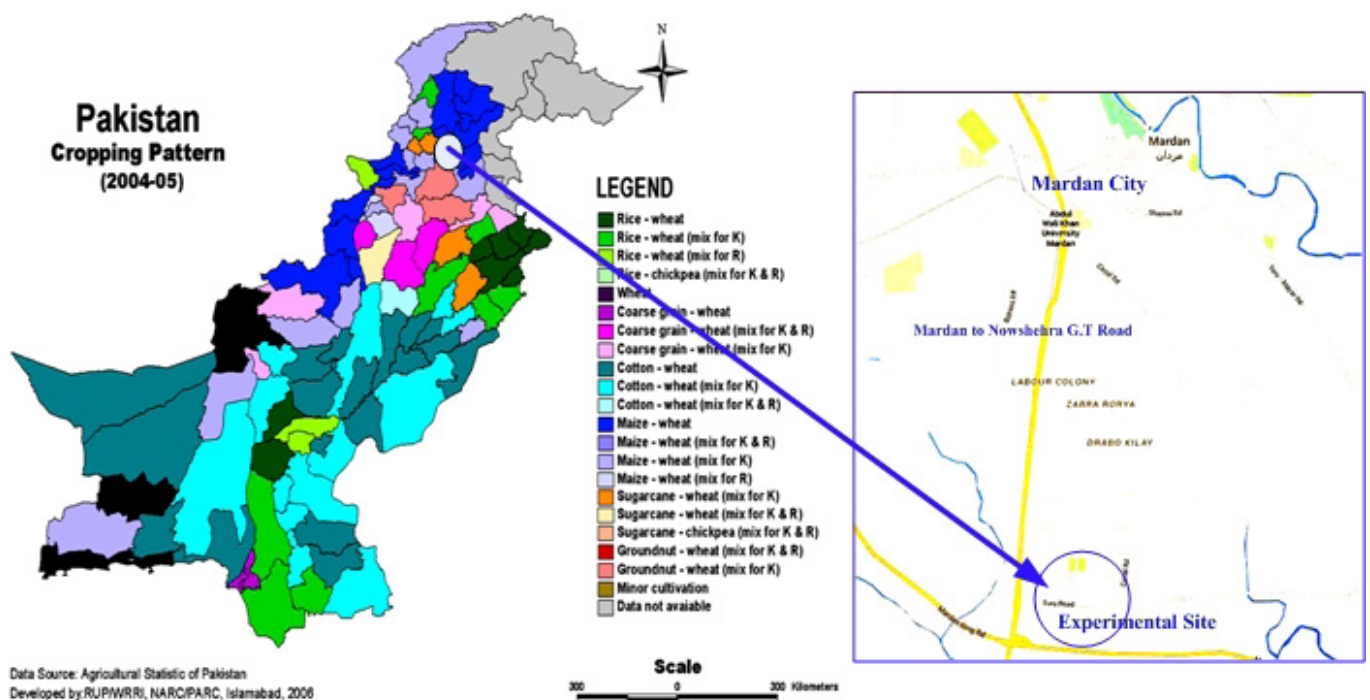 Pakistan
Cropping Pattern
(2004-05)
N
LEGEND
Rice - wheat
Rice - wheat (mix for K)
Rice - wheat (mix for R)
Rice - chickpea (mix for K & R)
Wheat
Coarse grain - wheat
Coarse grain - wheat (mix for K & R)
Coarse grain - wheat (mix for K)
Cotton - wheat
Cotton - wheat (mix for K)
Cotton - wheat (mix for K & R)
Maize - wheat
Maize - wheat (mix for K & R)
Maize - wheat (mix for K)
Maize - wheat (mix for R)
Sugarcane - wheat (mix for K)
Sugarcane - wheat (mix for K & R)
Sugarcane - chickpea (mix for K & R)
Groundnut - wheat (mix for K & R)
Groundnut - wheat (mix for K)
Minor cultivation
Data not avaiable
Data Source: Agricultural Statistic of Pakistan
Developed by:RUP/WRRI, NARC/PARC, Islamabad, 2006
Scale
300 0 300 Kilometers
Mardan
مردان
Mardan City
Abdul
Wali Khan
University
Mardan
Mardan to Nowshehra G.T Road
LABOUR COLONY
ZARRA RORYA
DRABO KILAY
Experimental Site